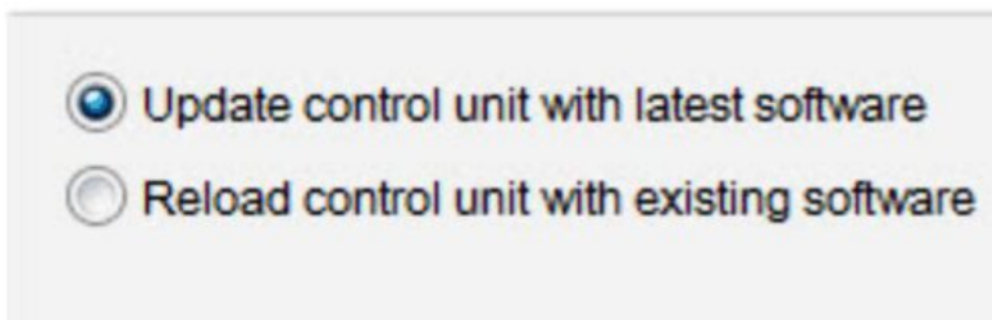 Update control unit with latest software
Reload control unit with existing software